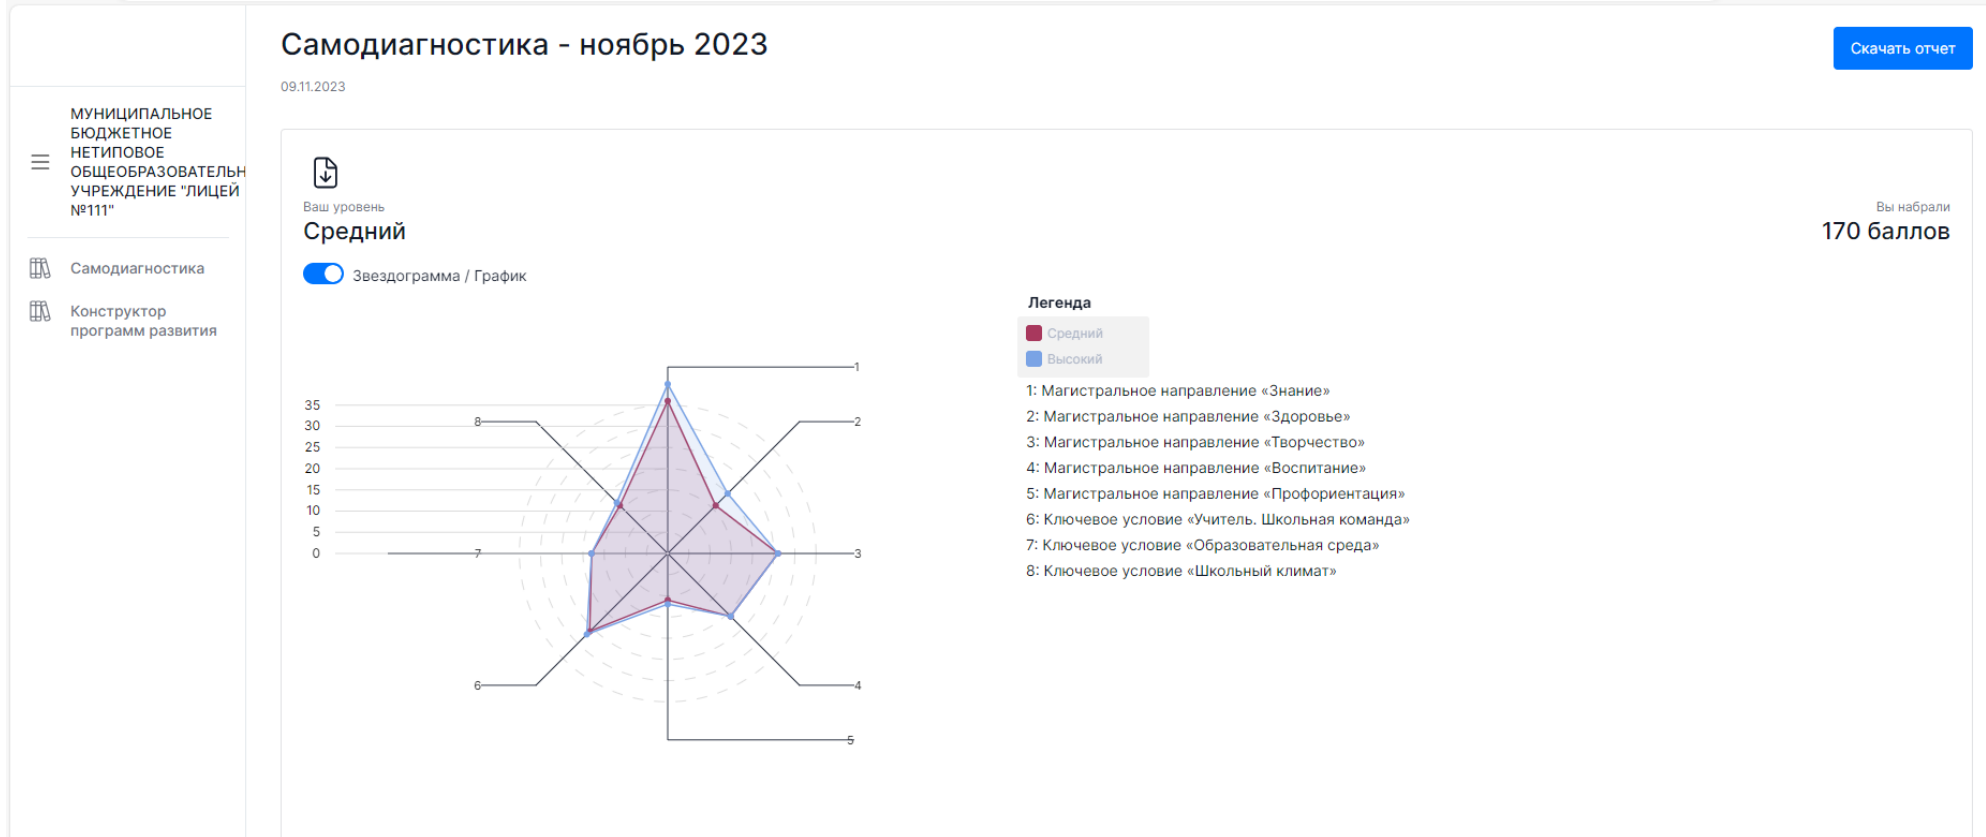 Самодиагностика - ноябрь 2023
Скачать отчет
09.11.2023
МУНИЦИПАЛЬНОЕ
БЮДЖЕТНОЕ
НЕТИПОВОЕ
ОБЩЕОБРАЗОВАТЕЛЬН
УЧРЕЖДЕНИЕ "ЛИЦЕЙ
№111"
Самодиагностика
Конструктор
программ развития
Ваш уровень
Средний
Вы набрали
170 баллов
Звездограмма / График
35
30
25
20
15
10
5
0
1
2
3
4
5
6
7
8
Легенда
Средний
Высокий
1: Магистральное направление «Знание»
2: Магистральное направление «Здоровье»
3: Магистральное направление «Творчество»
4: Магистральное направление «Воспитание»
5: Магистральное направление «Профориентация»
6: Ключевое условие «Учитель. Школьная команда»
7: Ключевое условие «Образовательная среда»
8: Ключевое условие «Школьный климат»